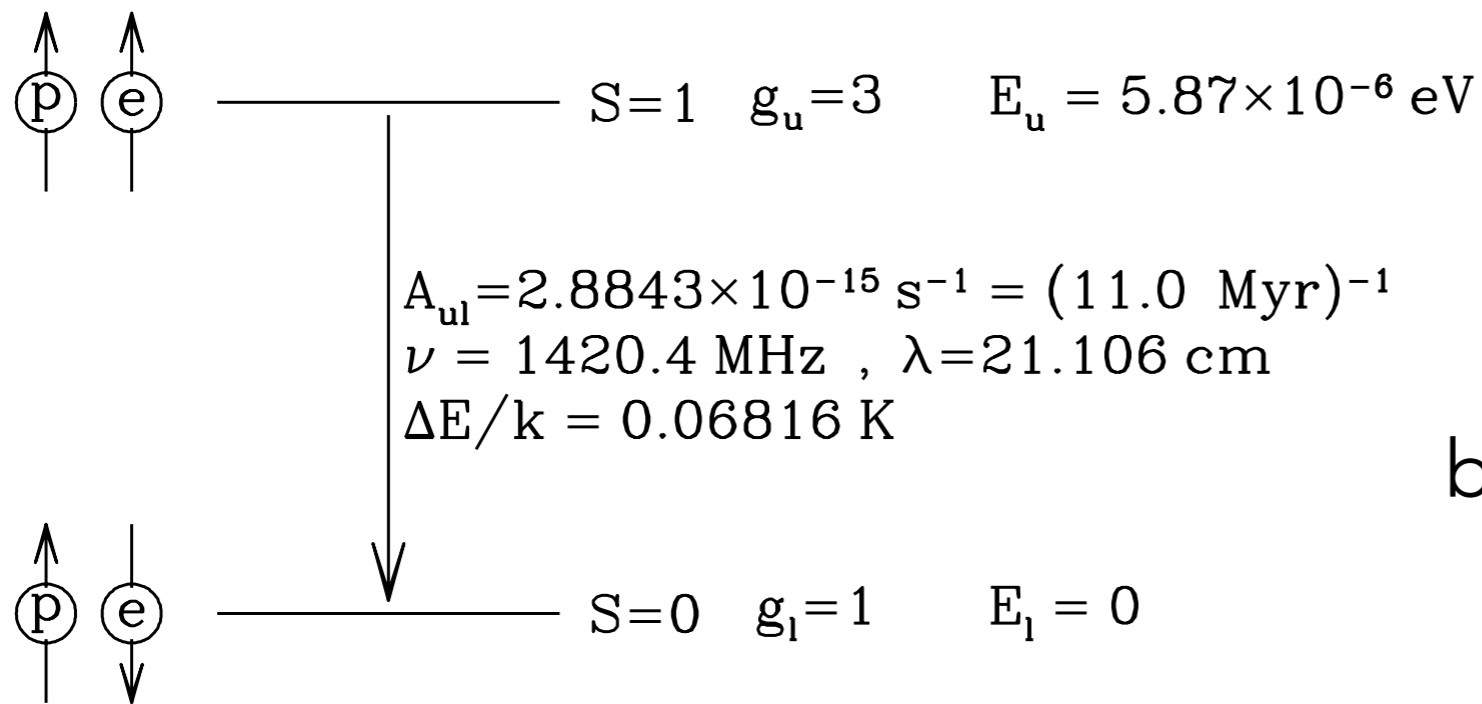 p e S=1 g_u=3 E_u = 5.87×10⁻⁶ eV
A_ul=2.8843×10⁻¹⁵ s⁻¹ = (11.0 Myr)⁻¹
ν = 1420.4 MHz , λ=21.106 cm
ΔE/k = 0.06816 K
b
p e S=0 g_l=1 E_l = 0